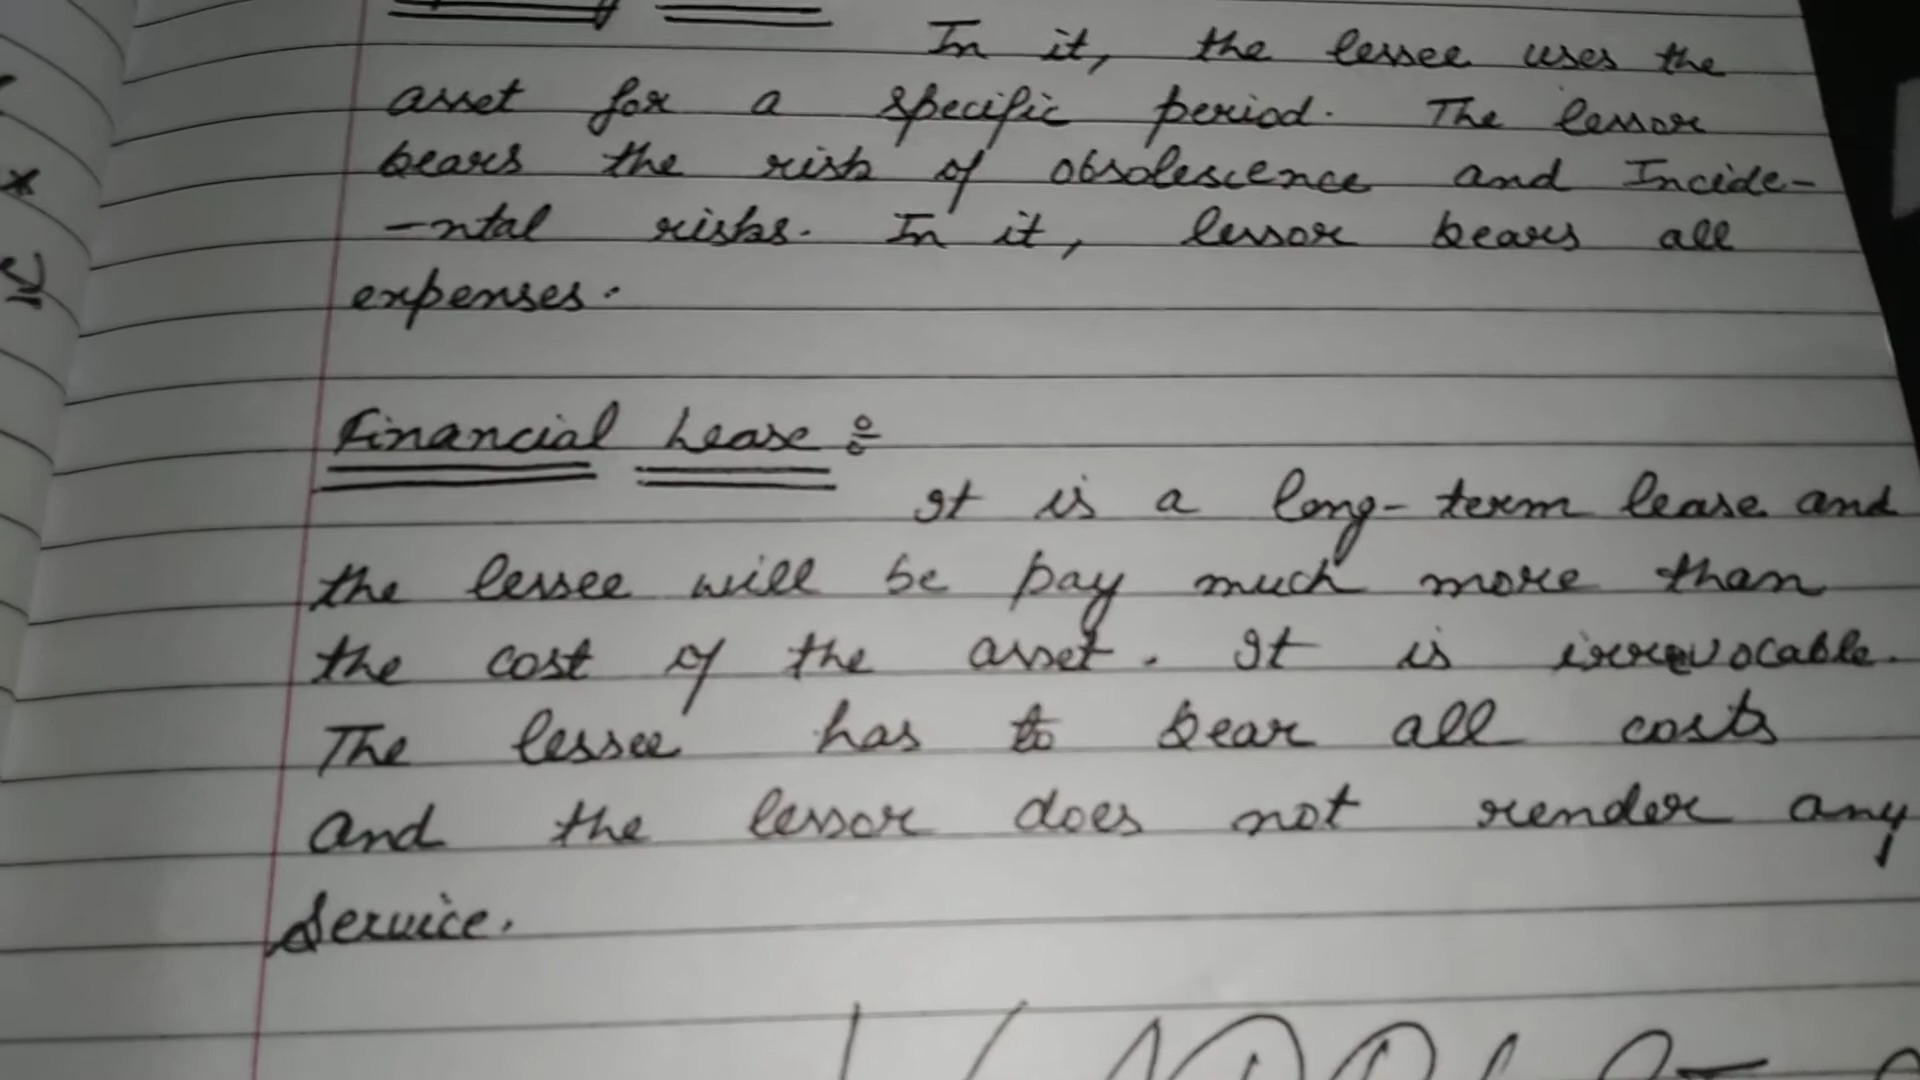 In it, the lessee uses the
asset for a specific period. The lessor
bears the risk of obsolescence and Incide-
-ntal risks. In it, lessor bears all
expenses.
Financial Lease :-
It is a long-term lease and
the lessee will be pay much more than
the cost of the asset. It is irrevocable.
The lessee has to bear all costs
and the lessor does not render any
Service.